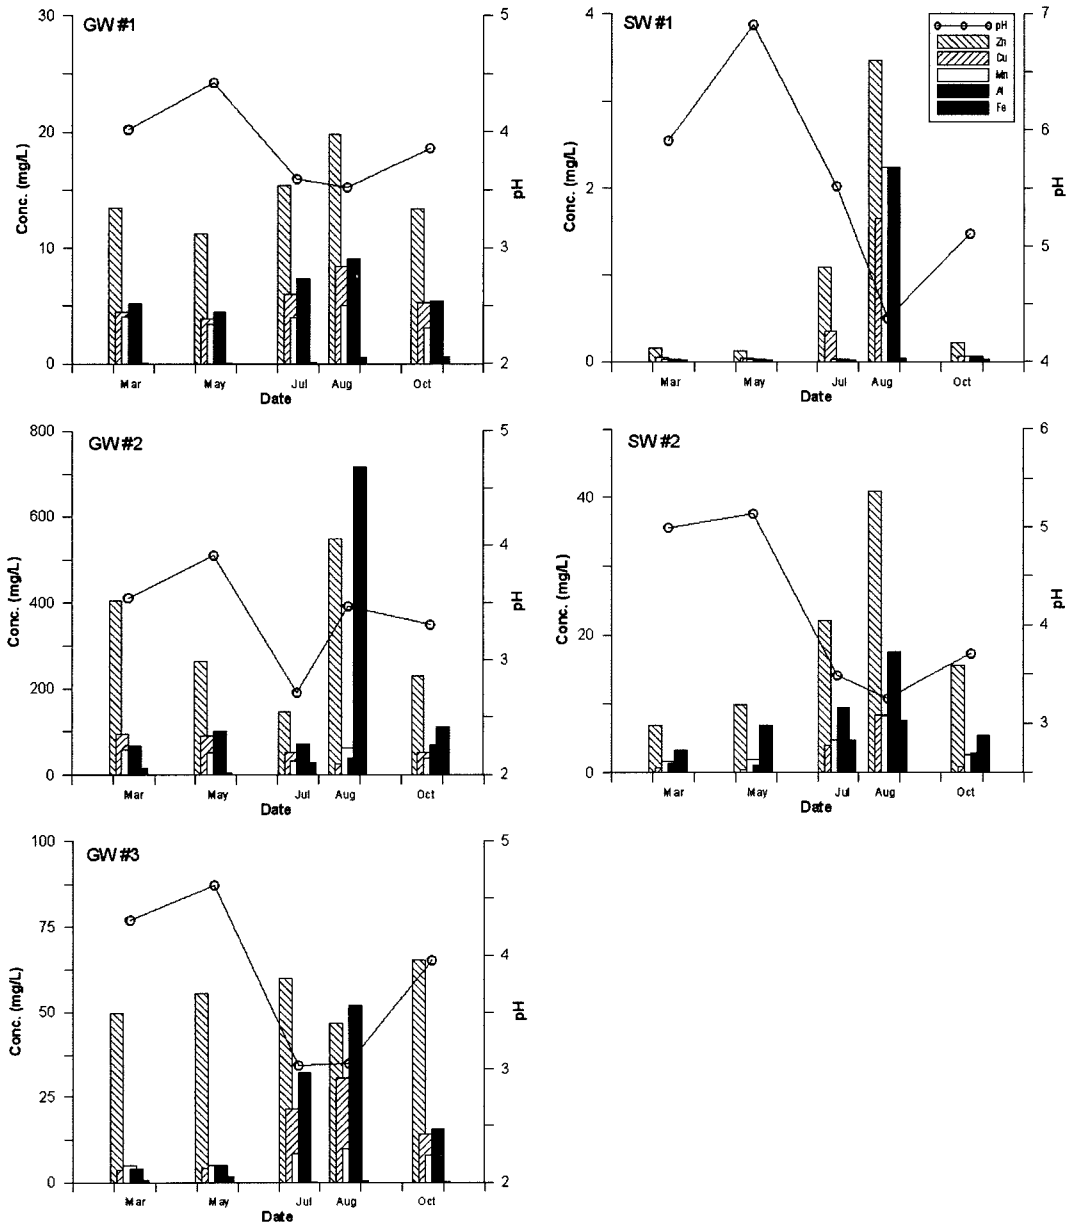 GW #1
5
4
3
2
30
20
10
0
Conc. (mg/L)
pH
Mar
May
Jul
Aug
Oct
Date
SW #1
pH
Zn
Cu
Mn
Al
Fe
4
2
0
7
6
5
4
Conc. (mg/L)
pH
Mar
May
Jul
Aug
Oct
Date
GW #2
800
600
400
200
0
5
4
3
2
Conc. (mg/L)
pH
Mar
May
Jul
Aug
Oct
Date
SW #2
40
20
0
6
5
4
3
Conc. (mg/L)
pH
Mar
May
Jul
Aug
Oct
Date
GW #3
100
75
50
25
0
5
4
3
2
Conc. (mg/L)
pH
Mar
May
Jul
Aug
Oct
Date